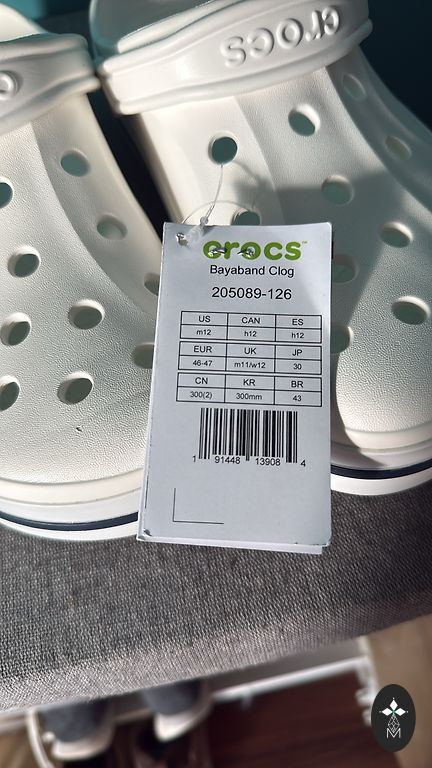 crocs
crocs™
Bayaband Clog
205089-126
US CAN ES
m12 h12 h12
EUR UK JP
46-47 m11/w12 30
CN KR BR
300(2) 300mm 43
1 91448 13908 4
M